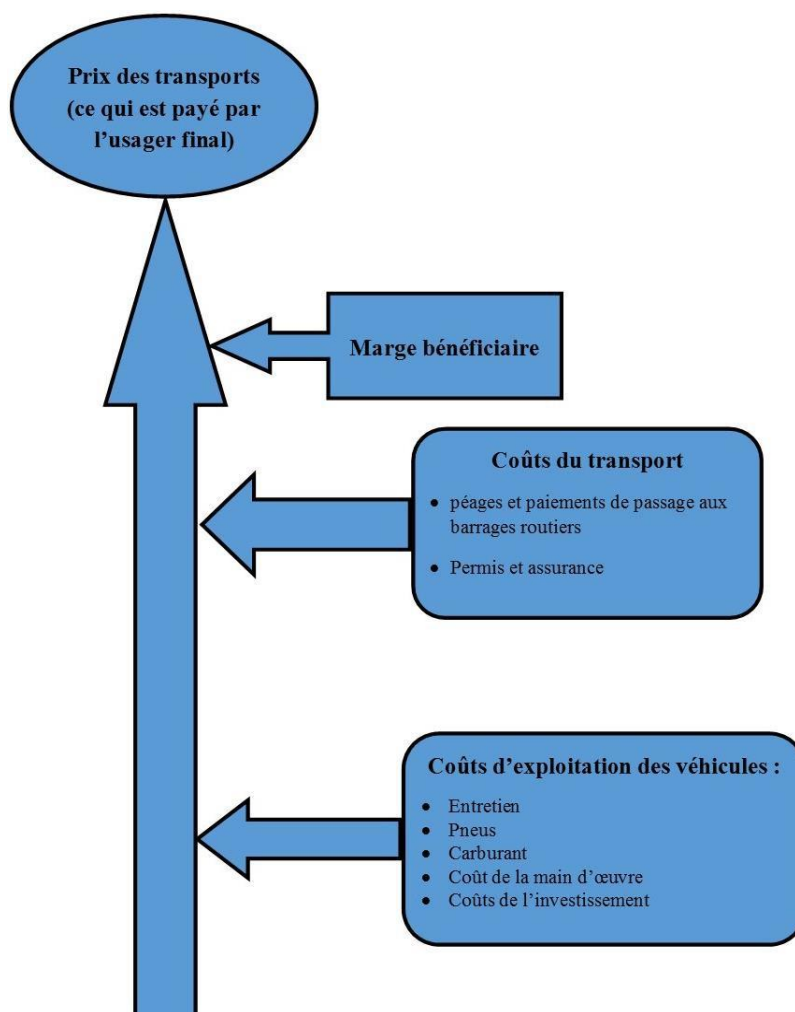 Prix des transports
(ce qui est payé par
l’usager final)
Marge bénéficiaire
Coûts du transport
• péages et paiements de passage aux
barrages routiers
• Permis et assurance
Coûts d’exploitation des véhicules :
• Entretien
• Pneus
• Carburant
• Coût de la main d’œuvre
• Coûts de l’investissement